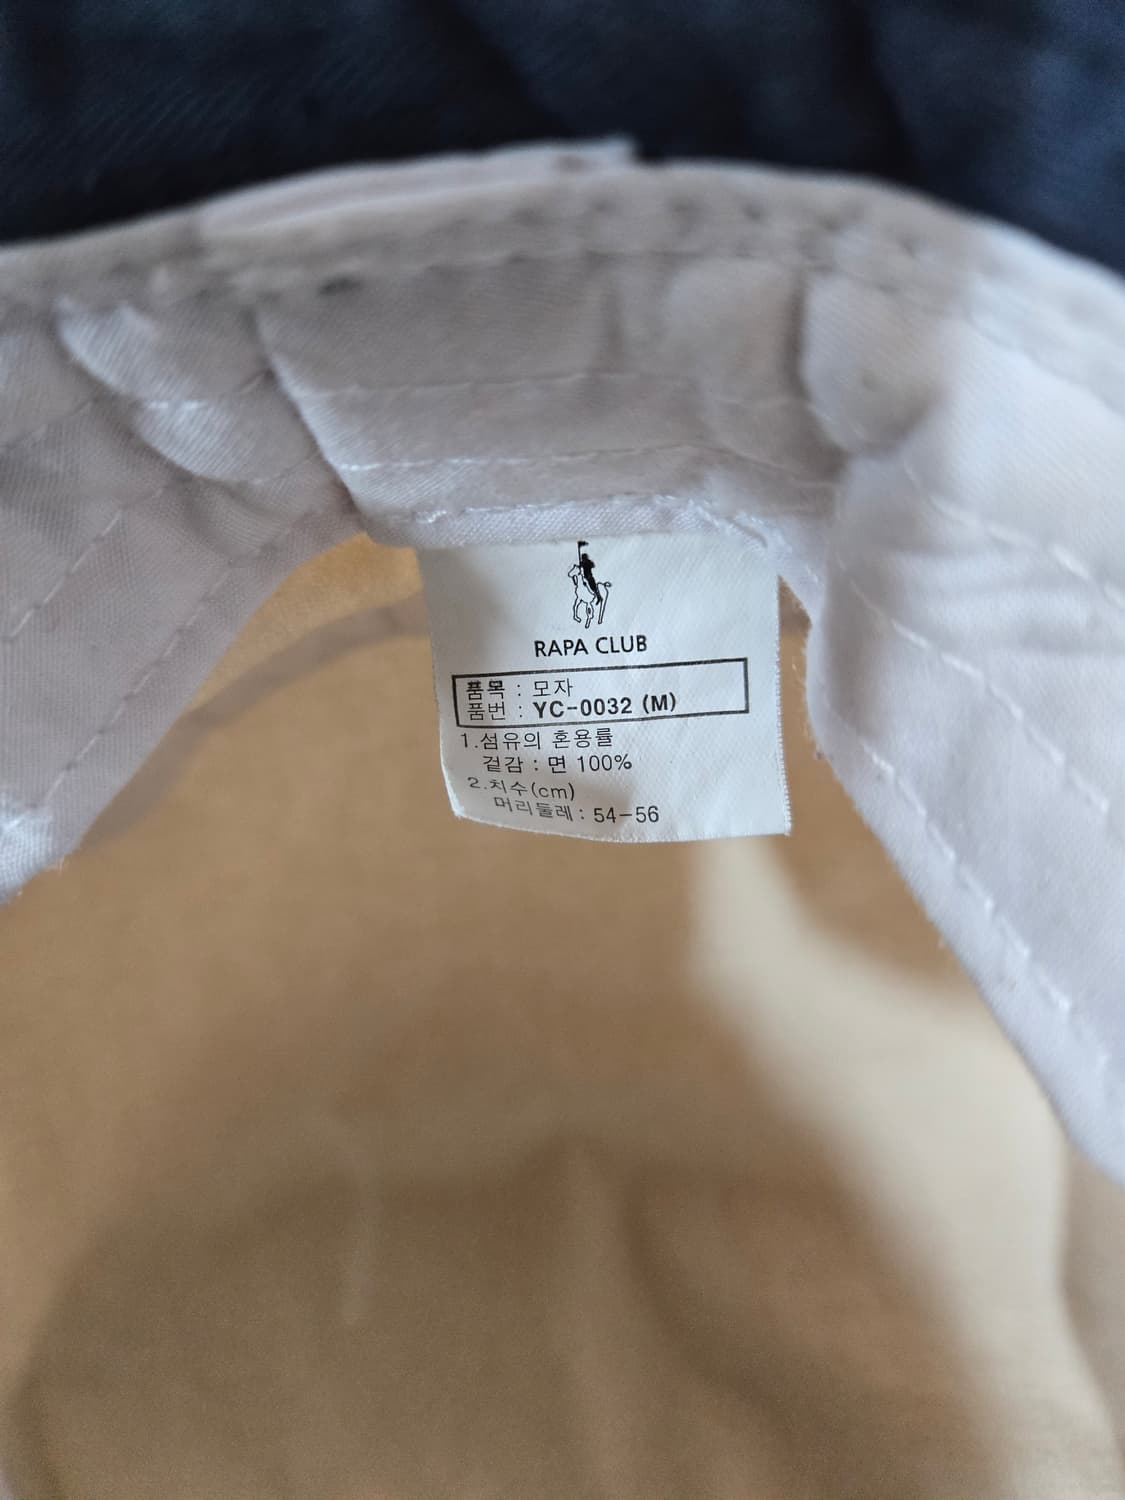 RAPA CLUB
품목 : 모자
품번 : YC-0032 (M)
1.섬유의 혼용률
겉감 : 면 100%
2.치수(cm)
머리둘레 : 54-56